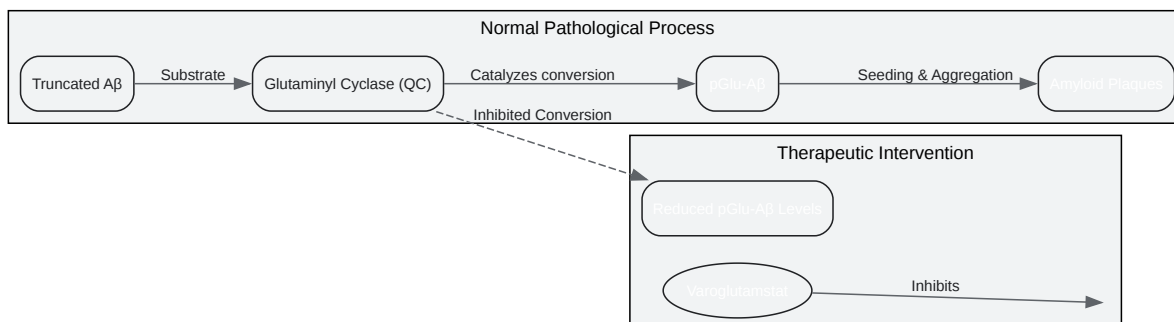 Normal Pathological Process
Truncated Aβ
Substrate
Glutaminyl Cyclase (QC)
Catalyzes conversion
pGlu-Aβ
Seeding & Aggregation
Amyloid Plaques
Inhibited Conversion
Therapeutic Intervention
Reduced pGlu-Aβ Levels
Varoglutamstat
Inhibits